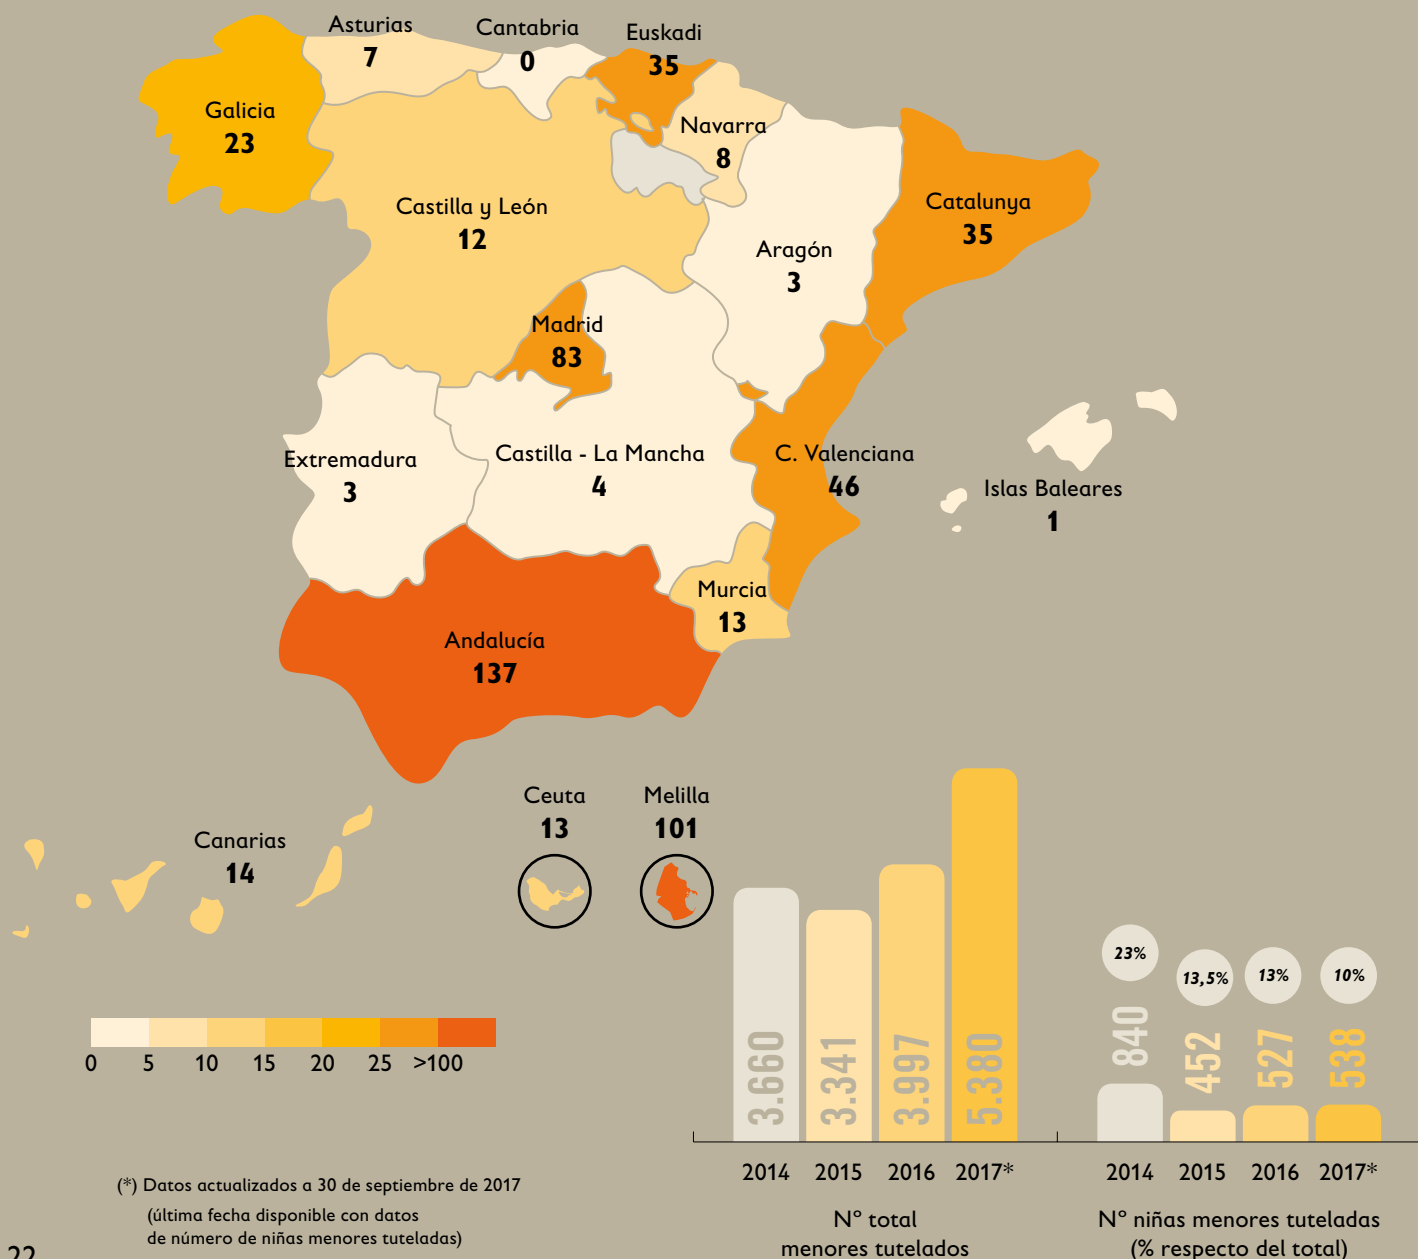 Asturias
7
Cantabria
0
Euskadi
35
Galicia
23
Navarra
8
Castilla y León
12
Catalunya
35
Aragón
3
Madrid
83
Extremadura
3
Castilla - La Mancha
4
C. Valenciana
46
Islas Baleares
1
Murcia
13
Andalucía
137
Ceuta
13
Melilla
101
Canarias
14
0 5 10 15 20 25 >100
3.660
3.341
3.997
5.380
2014 2015 2016 2017*
Nº total
menores tutelados
23%
13,5%
13%
10%
840
452
527
538
2014 2015 2016 2017*
Nº niñas menores tuteladas
(% respecto del total)
(*) Datos actualizados a 30 de septiembre de 2017
(última fecha disponible con datos
de número de niñas menores tuteladas)
22